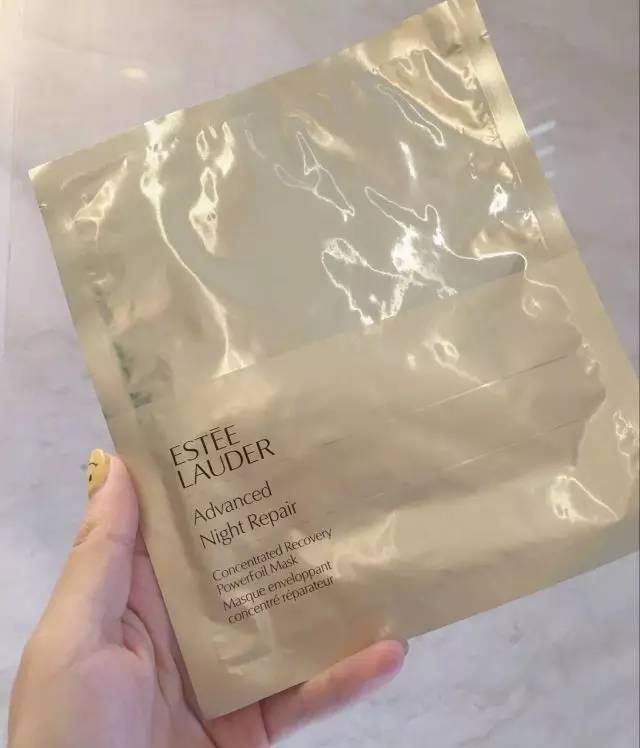 ESTĒE
LAUDER
Advanced
Night Repair
Concentrated Recovery
PowerFoil Mask
Masque enveloppant
concentré réparateur